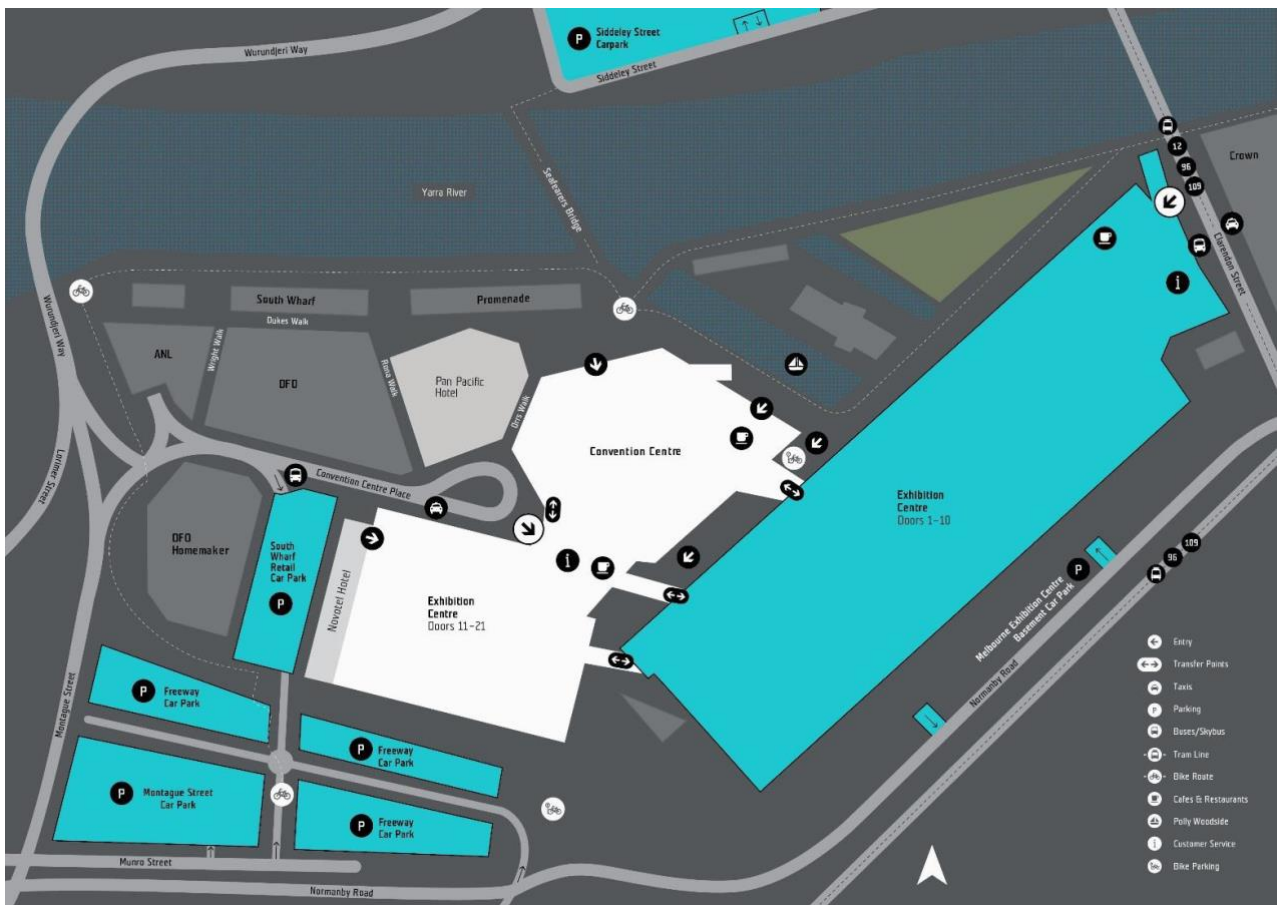 Siddeley Street
Carpark
P
Siddeley Street
Wurundjeri Way
Yarra River
Seafarers Bridge
12
96
109
Crown
Clarendon Street
i
Wurundjeri Way
South Wharf
Promenade
Dukes Walk
ANL
Wright Walk
DFO
Rona Walk
Pan Pacific
Hotel
Orrs Walk
Convention Centre
Lorimer Street
Convention Centre Place
Exhibition
Centre
Doors 1-10
DFO
Homemaker
South
Wharf
Retail
Car Park
P
Novotel Hotel
i
Exhibition
Centre
Doors 11-21
P
Melbourne Exhibition Centre
Basement Car Park
96
109
Normanby Road
Montague Street
P
Freeway
Car Park
P
Freeway
Car Park
P
Montague Street
Car Park
P
Freeway
Car Park
Munro Street
Normanby Road
Entry
Transfer Points
Taxis
P
Parking
Buses/Skybus
Tram Line
Bike Route
Cafes & Restaurants
Polly Woodside
i
Customer Service
Bike Parking